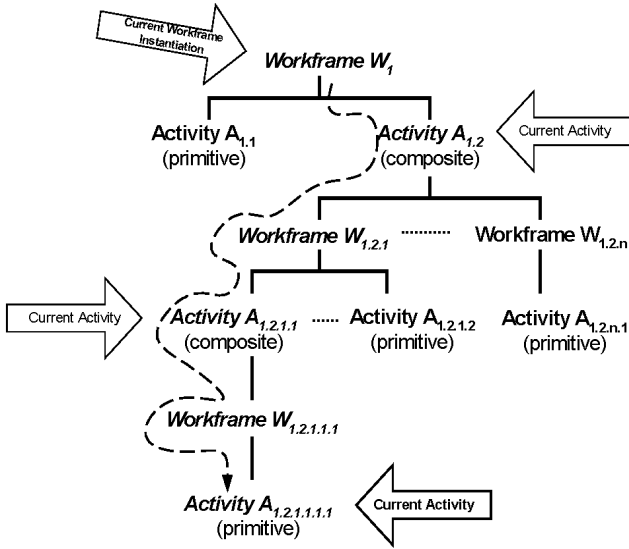 Current Workframe
Instantiation
Workframe W1
Activity A1.1
(primitive)
Activity A1.2
(composite)
Current Activity
Workframe W1.2.1
........
Workframe W1.2.n
Current Activity
Activity A1.2.1.1
(composite)
.....
Activity A1.2.1.2
(primitive)
Activity A1.2.n.1
(primitive)
Workframe W1.2.1.1.1
Activity A1.2.1.1.1.1
(primitive)
Current Activity